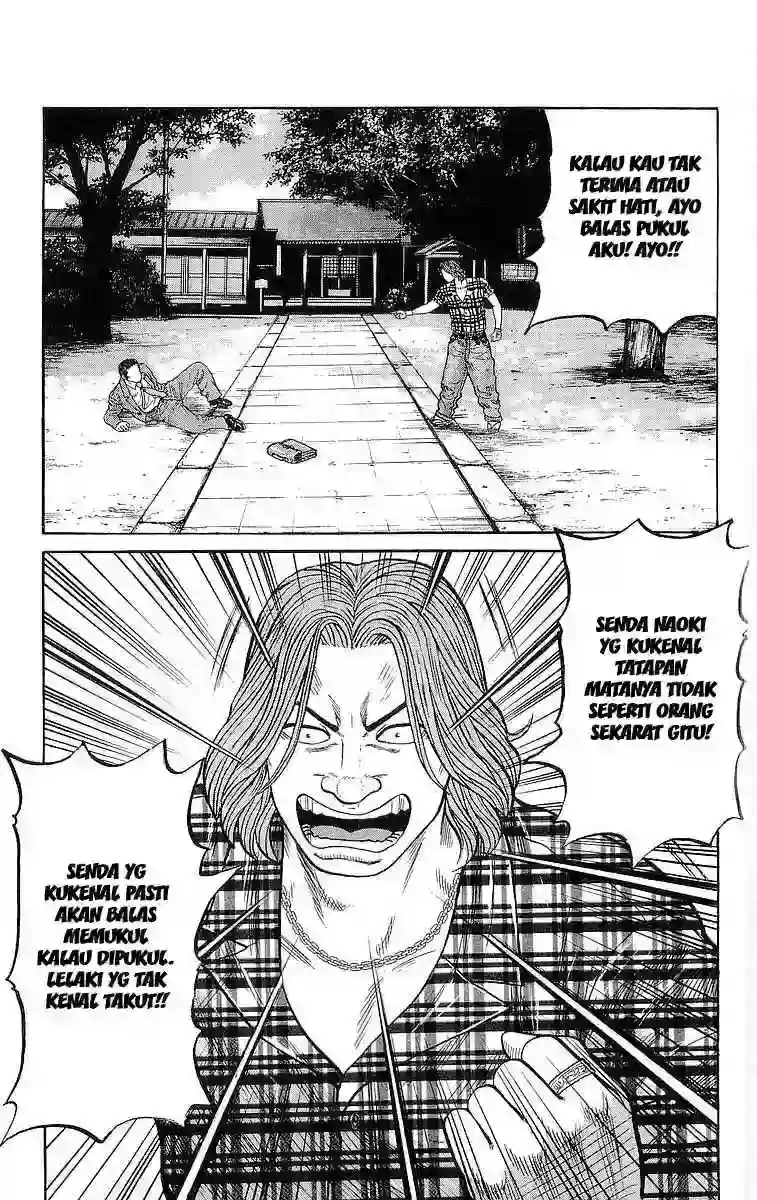 KALAU KAU TAK
TERIMA ATAU
SAKIT HATI, AYO
BALAS PUKUL
AKU! AYO!!
SENDA NAOKI
YG KUKENAL
TATAPAN
MATANYA TIDAK
SEPERTI ORANG
SEKARAT GITU!
SENDA YG
KUKENAL PASTI
AKAN BALAS
MEMUKUL
KALAU DIPUKUL.
LELAKI YG TAK
KENAL TAKUT!!